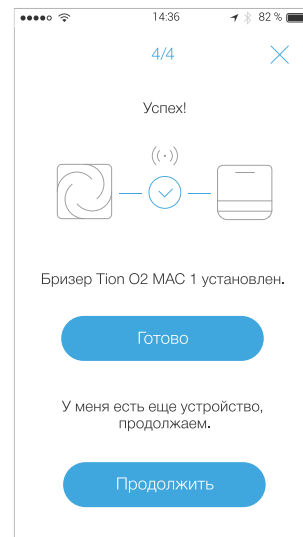 14:36
82 %
4/4
Успех!
Бризер Tion O2 MAC 1 установлен.
Готово
У меня есть еще устройство,
продолжаем.
Продолжить